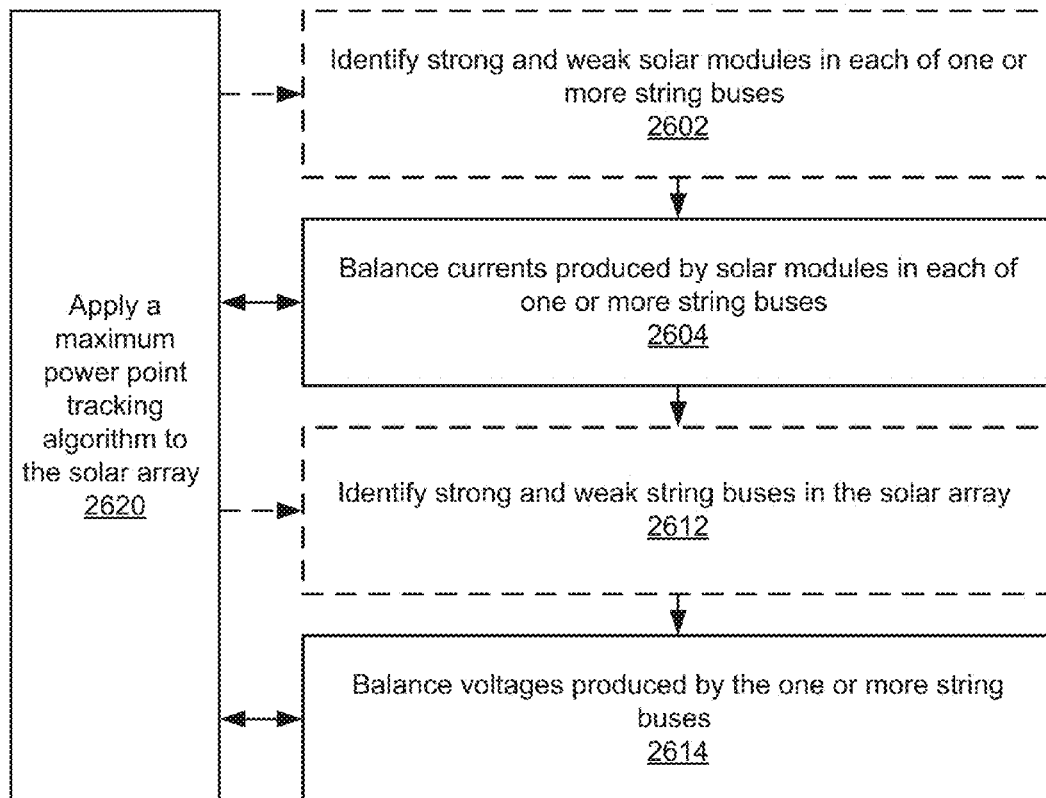 Identify strong and weak solar modules in each of one or
more string buses
2602
Balance currents produced by solar modules in each of
one or more string buses
2604
Apply a
maximum
power point
tracking
algorithm to
the solar array
2620
Identify strong and weak string buses in the solar array
2612
Balance voltages produced by the one or more string
buses
2614